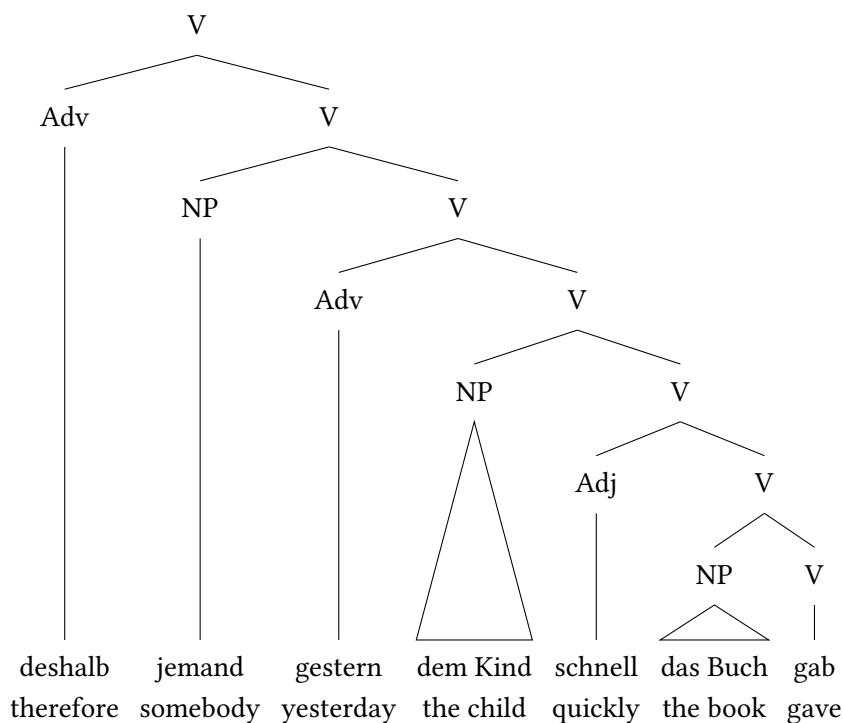 V
Adv V
NP V
Adv V
NP V
Adj V
NP V
deshalb jemand gestern dem Kind schnell das Buch gab
therefore somebody yesterday the child quickly the book gave